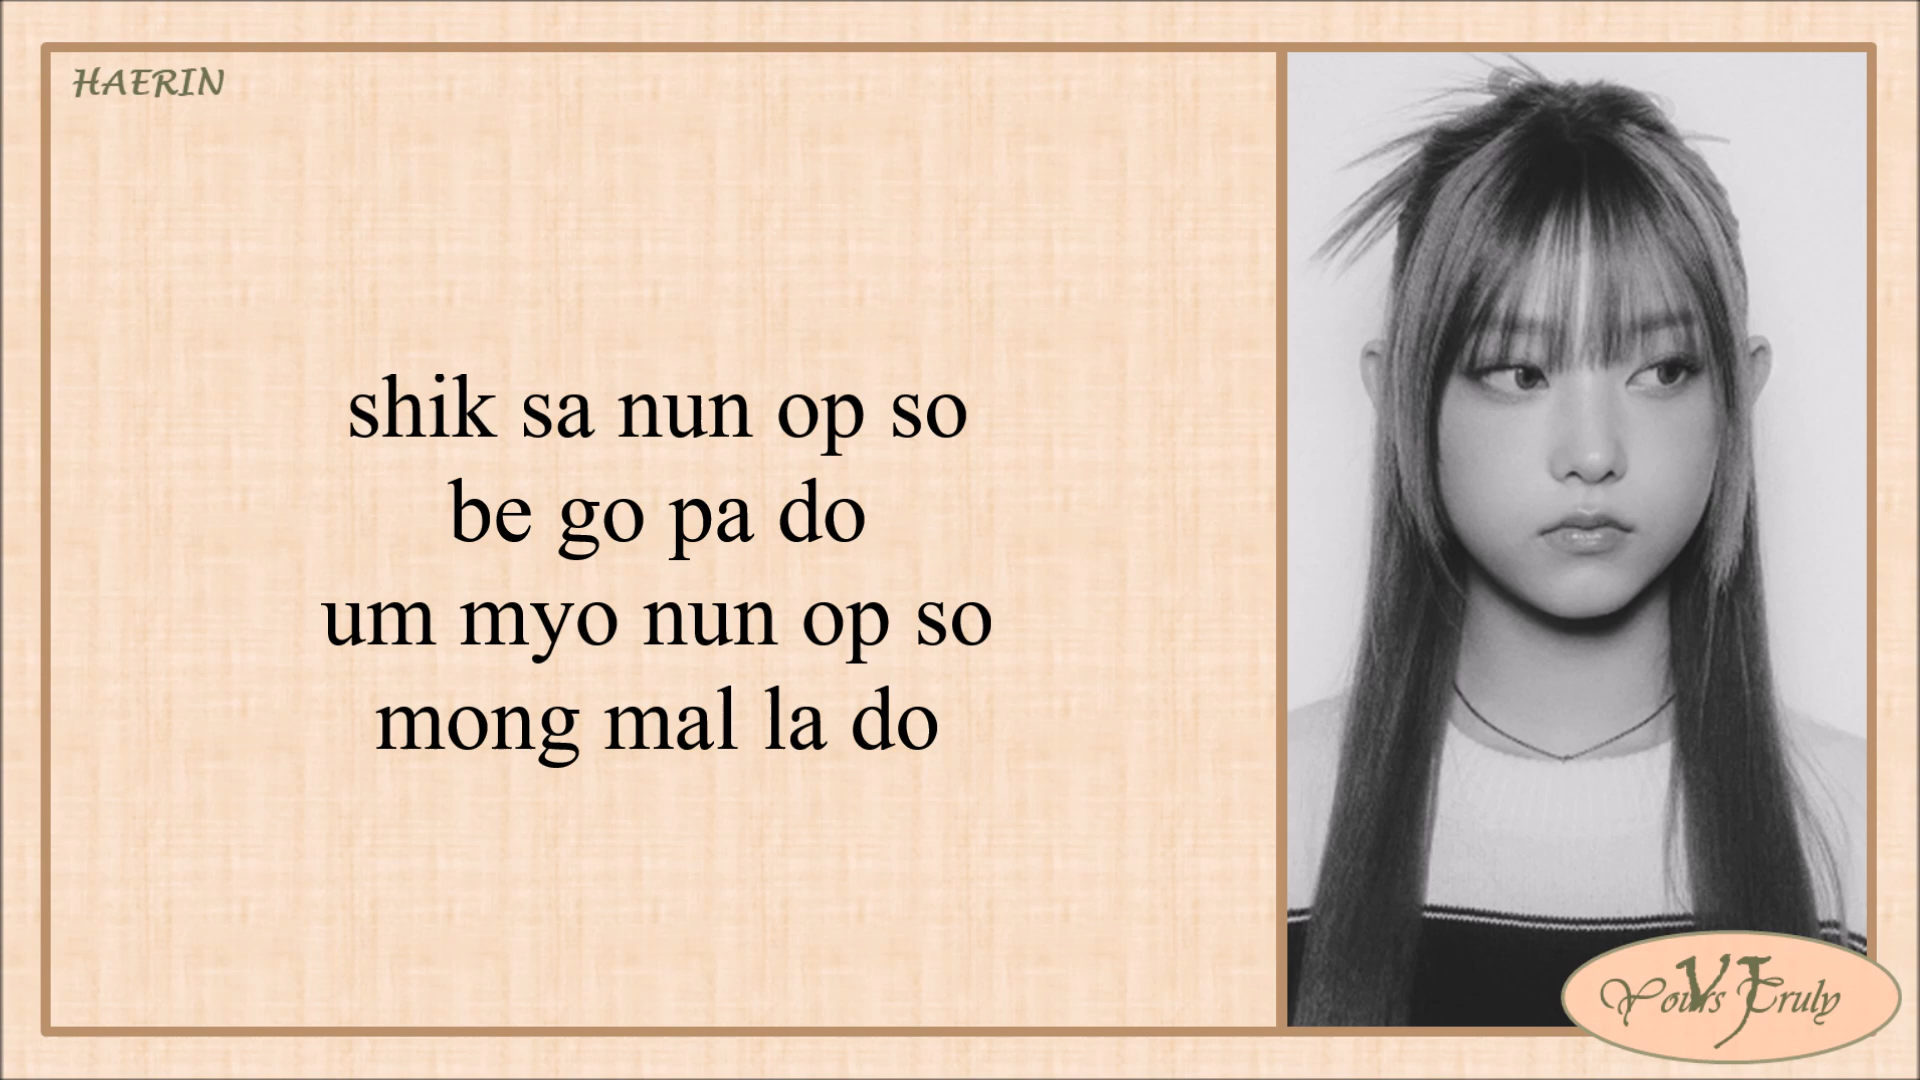 HAERIN
shik sa nun op so
be go pa do
um myo nun op so
mong mal la do
Yours Truly
VJ